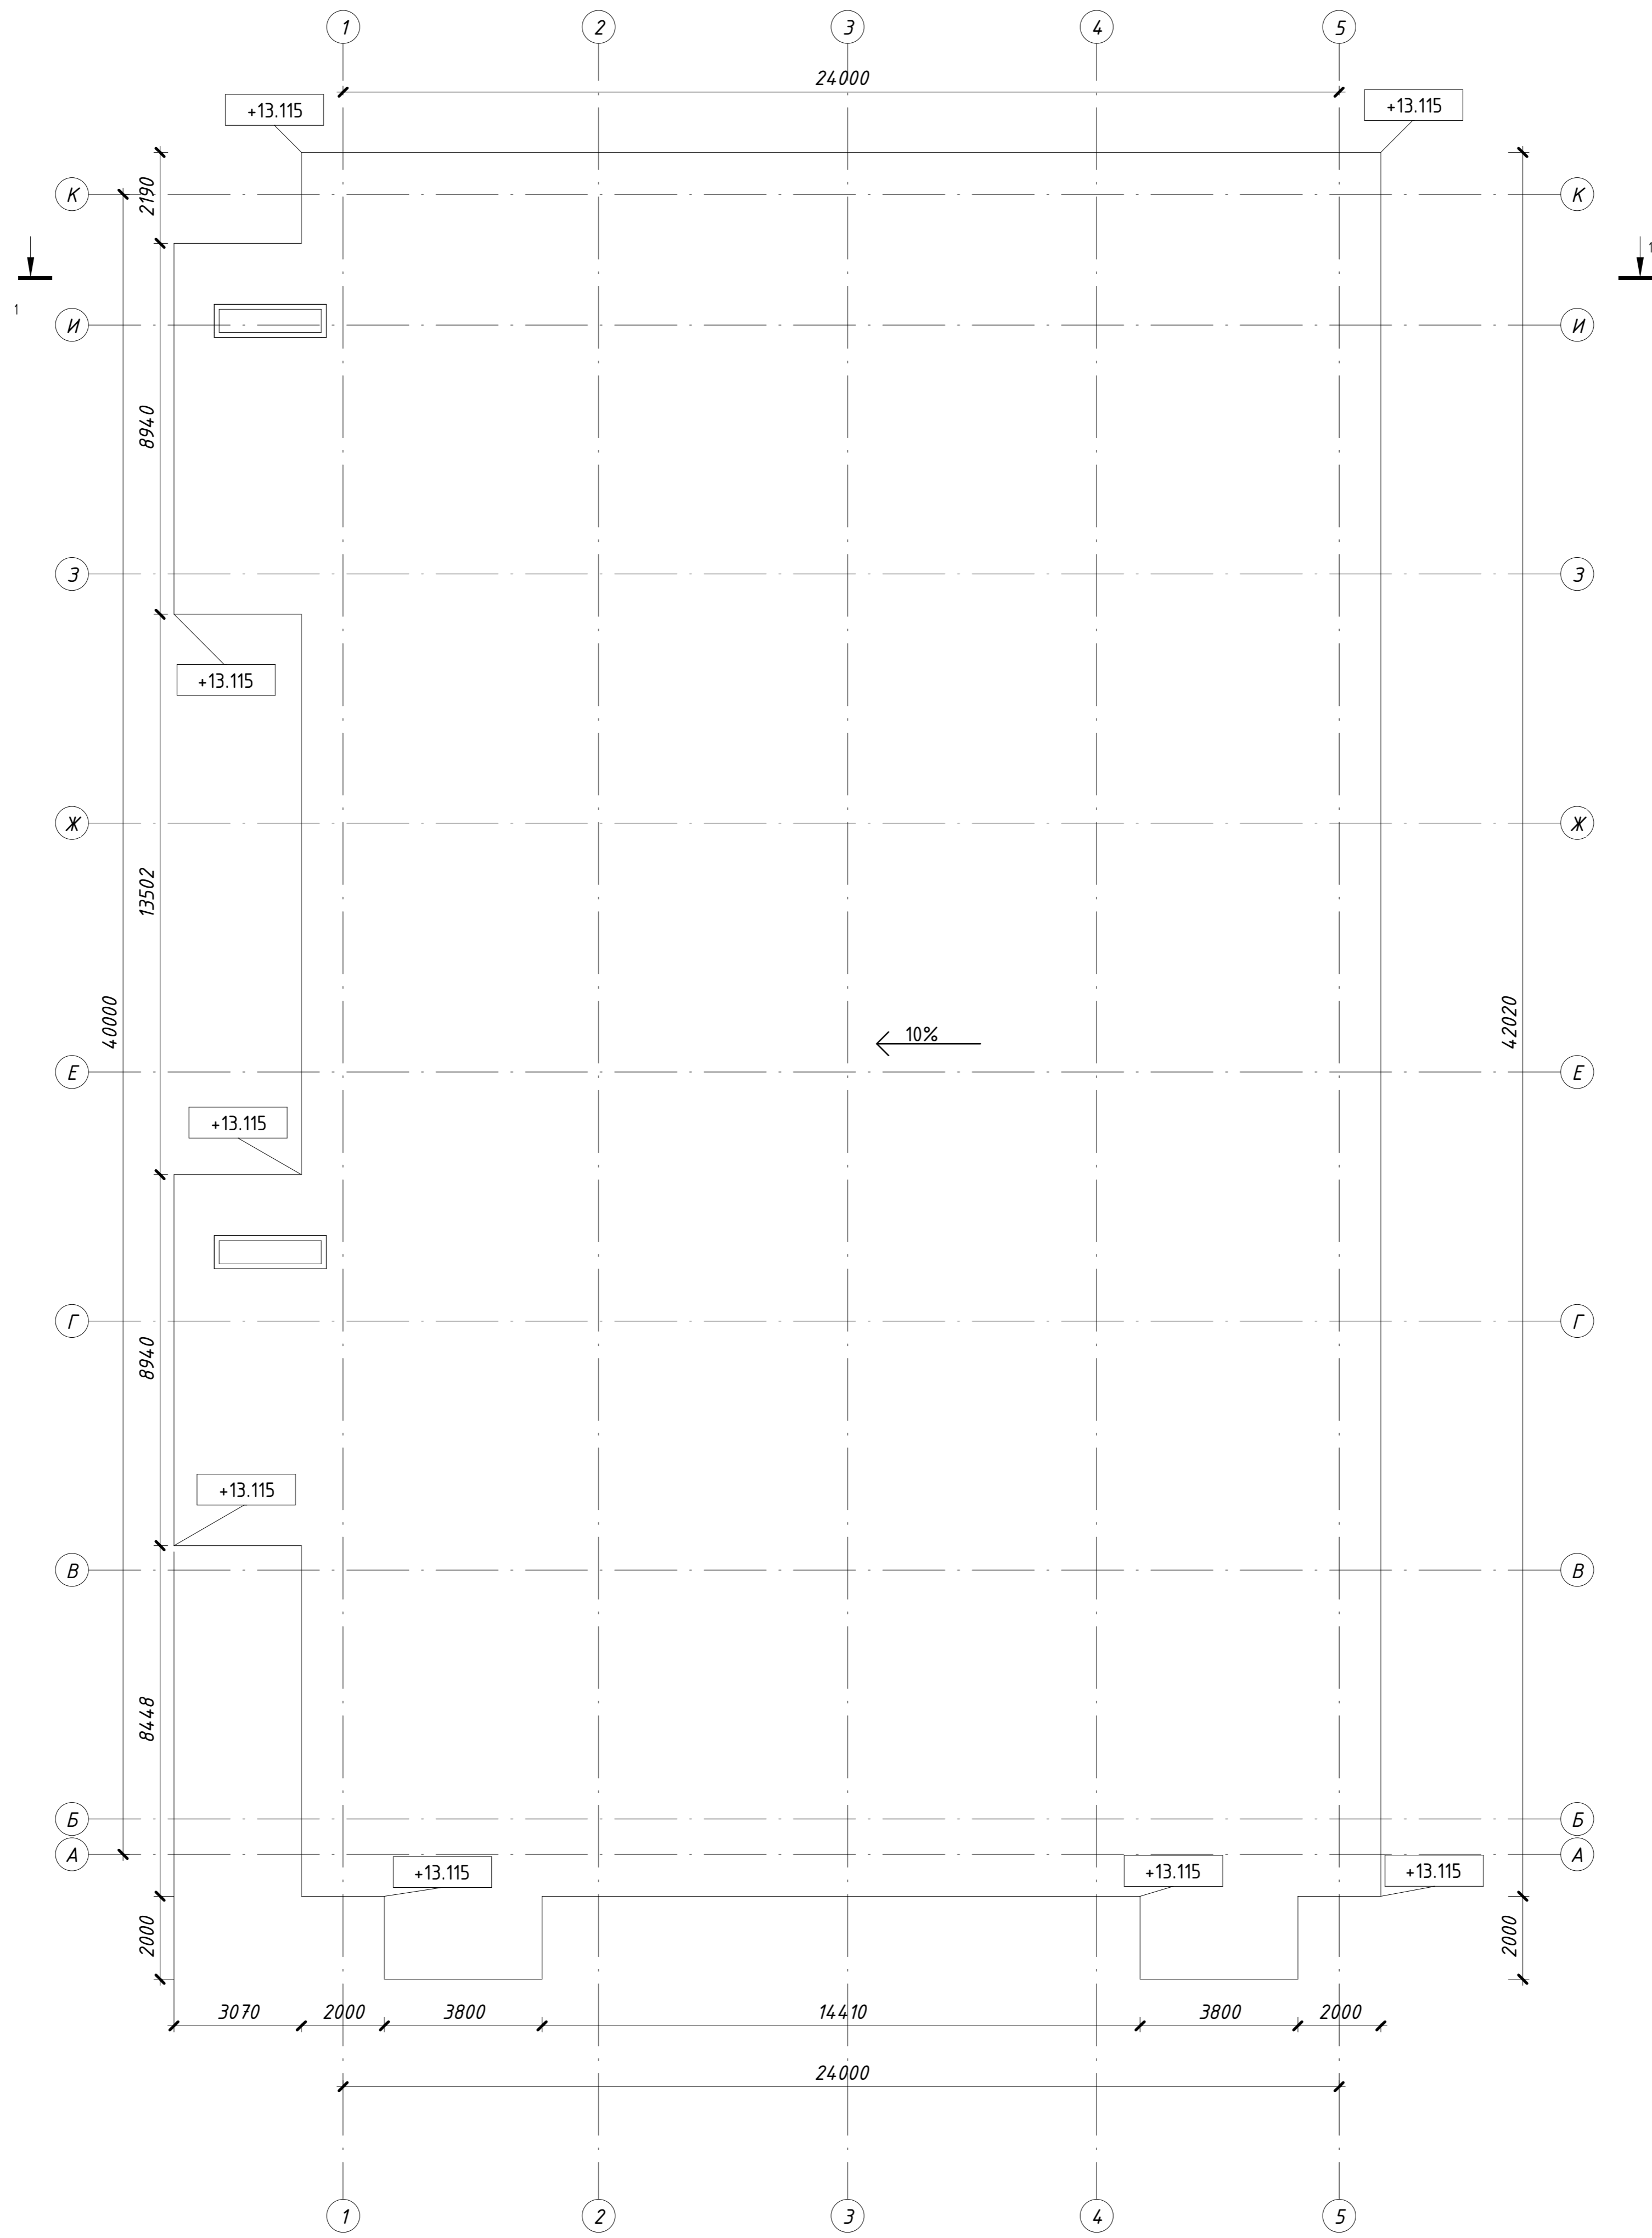 1 2 3 4 5
24000
+13.115 +13.115
2190
К К
1 1
И И
8940
З З
+13.115
Ж Ж
13502
40000 42020
10%
Е Е
+13.115
Г Г
8940
+13.115
В В
8448
Б Б
А А
+13.115 +13.115 +13.115
2000 2000
3070 2000 3800 14410 3800 2000
24000
1 2 3 4 5